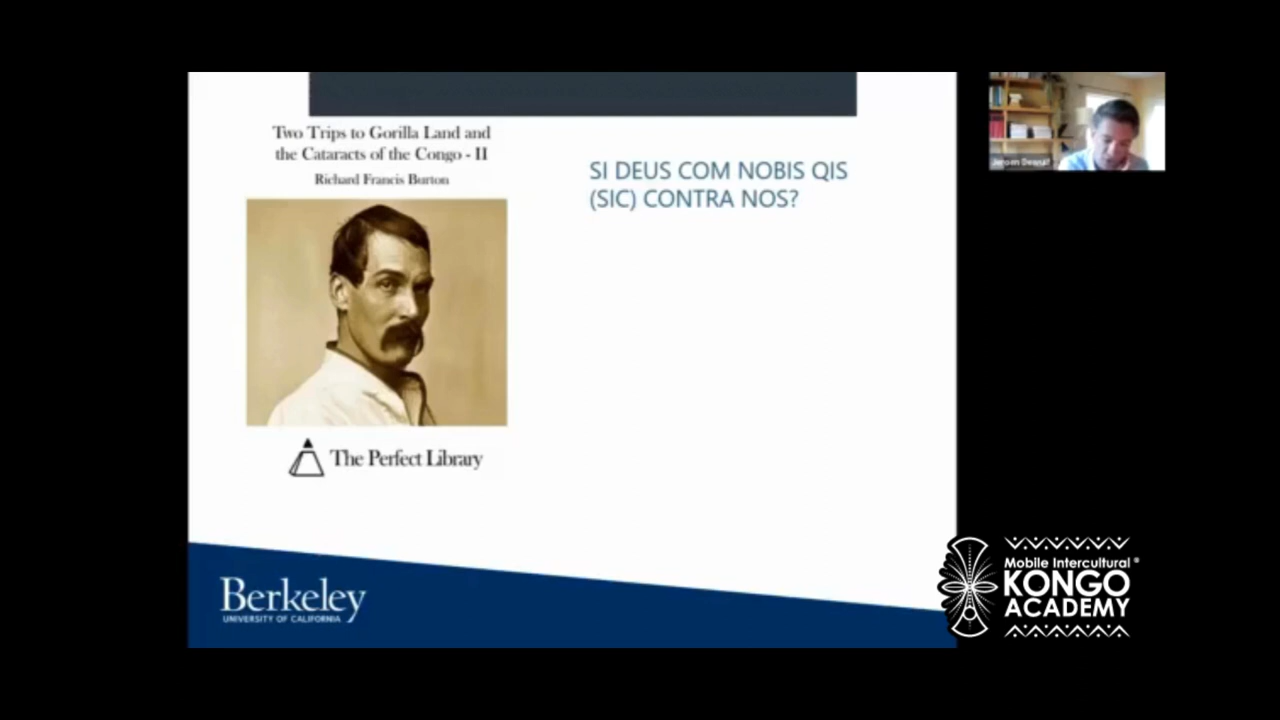 Two Trips to Gorilla Land and
the Cataracts of the Congo - II
Richard Francis Burton
The Perfect Library
SI DEUS COM NOBIS QIS
(SIC) CONTRA NOS?
Berkeley
UNIVERSITY OF CALIFORNIA
Mobile Intercultural®
KONGO
ACADEMY